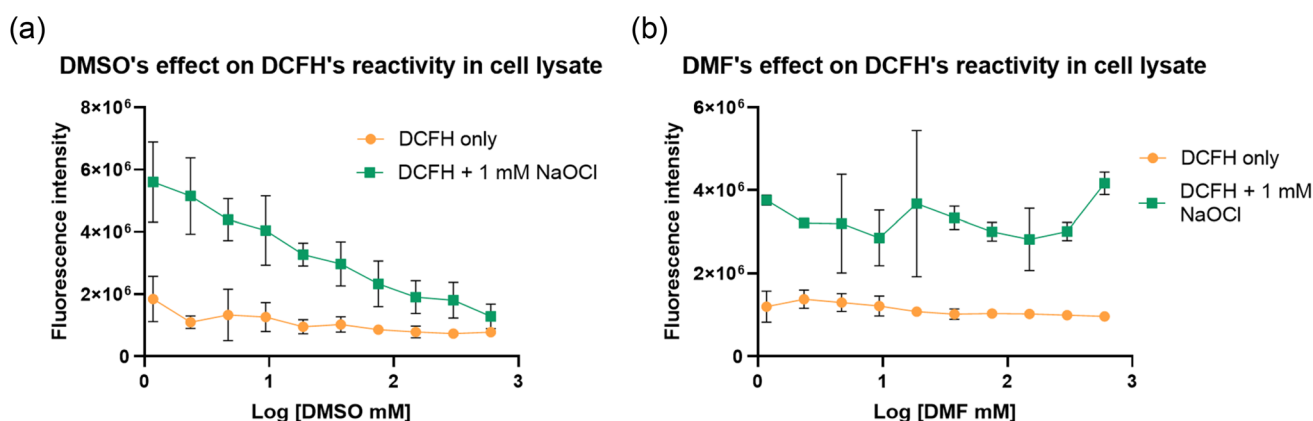 (a)
DMSO's effect on DCFH's reactivity in cell lysate
8×10⁶
6×10⁶
4×10⁶
2×10⁶
0
Fluorescence intensity
DCFH only
DCFH + 1 mM NaOCl
0 1 2 3
Log [DMSO mM]
(b)
DMF's effect on DCFH's reactivity in cell lysate
6×10⁶
4×10⁶
2×10⁶
0
Fluorescence intensity
DCFH only
DCFH + 1 mM
NaOCl
0 1 2 3
Log [DMF mM]